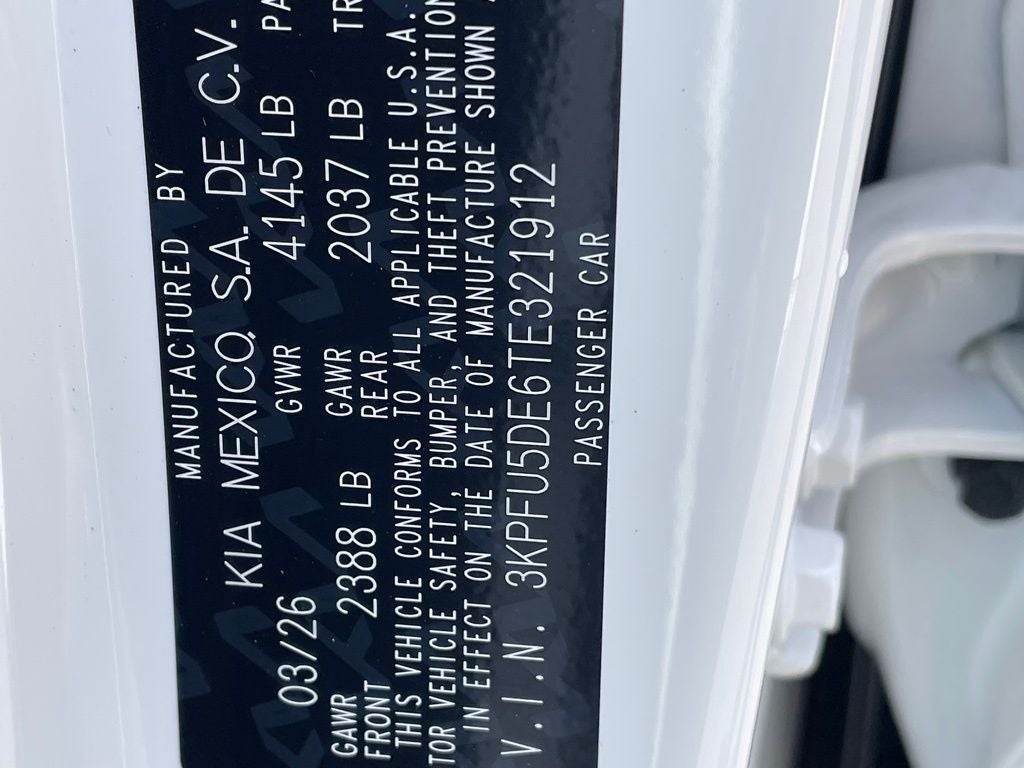 MANUFACTURED BY
KIA MEXICO, S.A. DE C.V.
03/26 GVWR 4145 LB PA
GAWR FRONT 2388 LB GAWR REAR 2037 LB TR
THIS VEHICLE CONFORMS TO ALL APPLICABLE U.S.A.
TOR VEHICLE SAFETY, BUMPER, AND THEFT PREVENTION
IN EFFECT ON THE DATE OF MANUFACTURE SHOWN
V.I.N. 3KPFU5DE6TE321912
PASSENGER CAR